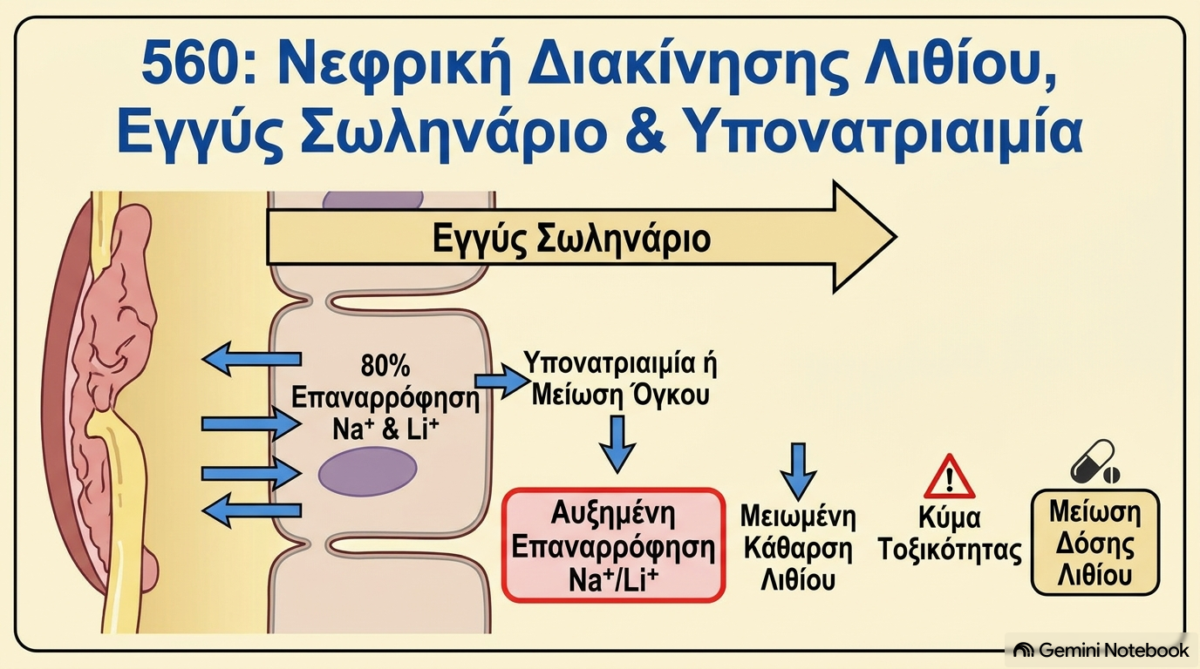 560: Νεφρική Διακίνησης Λιθίου,
Εγγύς Σωληνάριο & Υπονατριαιμία
Εγγύς Σωληνάριο
80%
Επαναρρόφηση
Na⁺ & Li⁺
Υπονατριαιμία ή
Μείωση Όγκου
Αυξημένη
Επαναρρόφηση
Na⁺/Li⁺
Μειωμένη
Κάθαρση
Λιθίου
Κύμα
Τοξικότητας
Μείωση
Δόσης
Λιθίου
Gemini Notebook